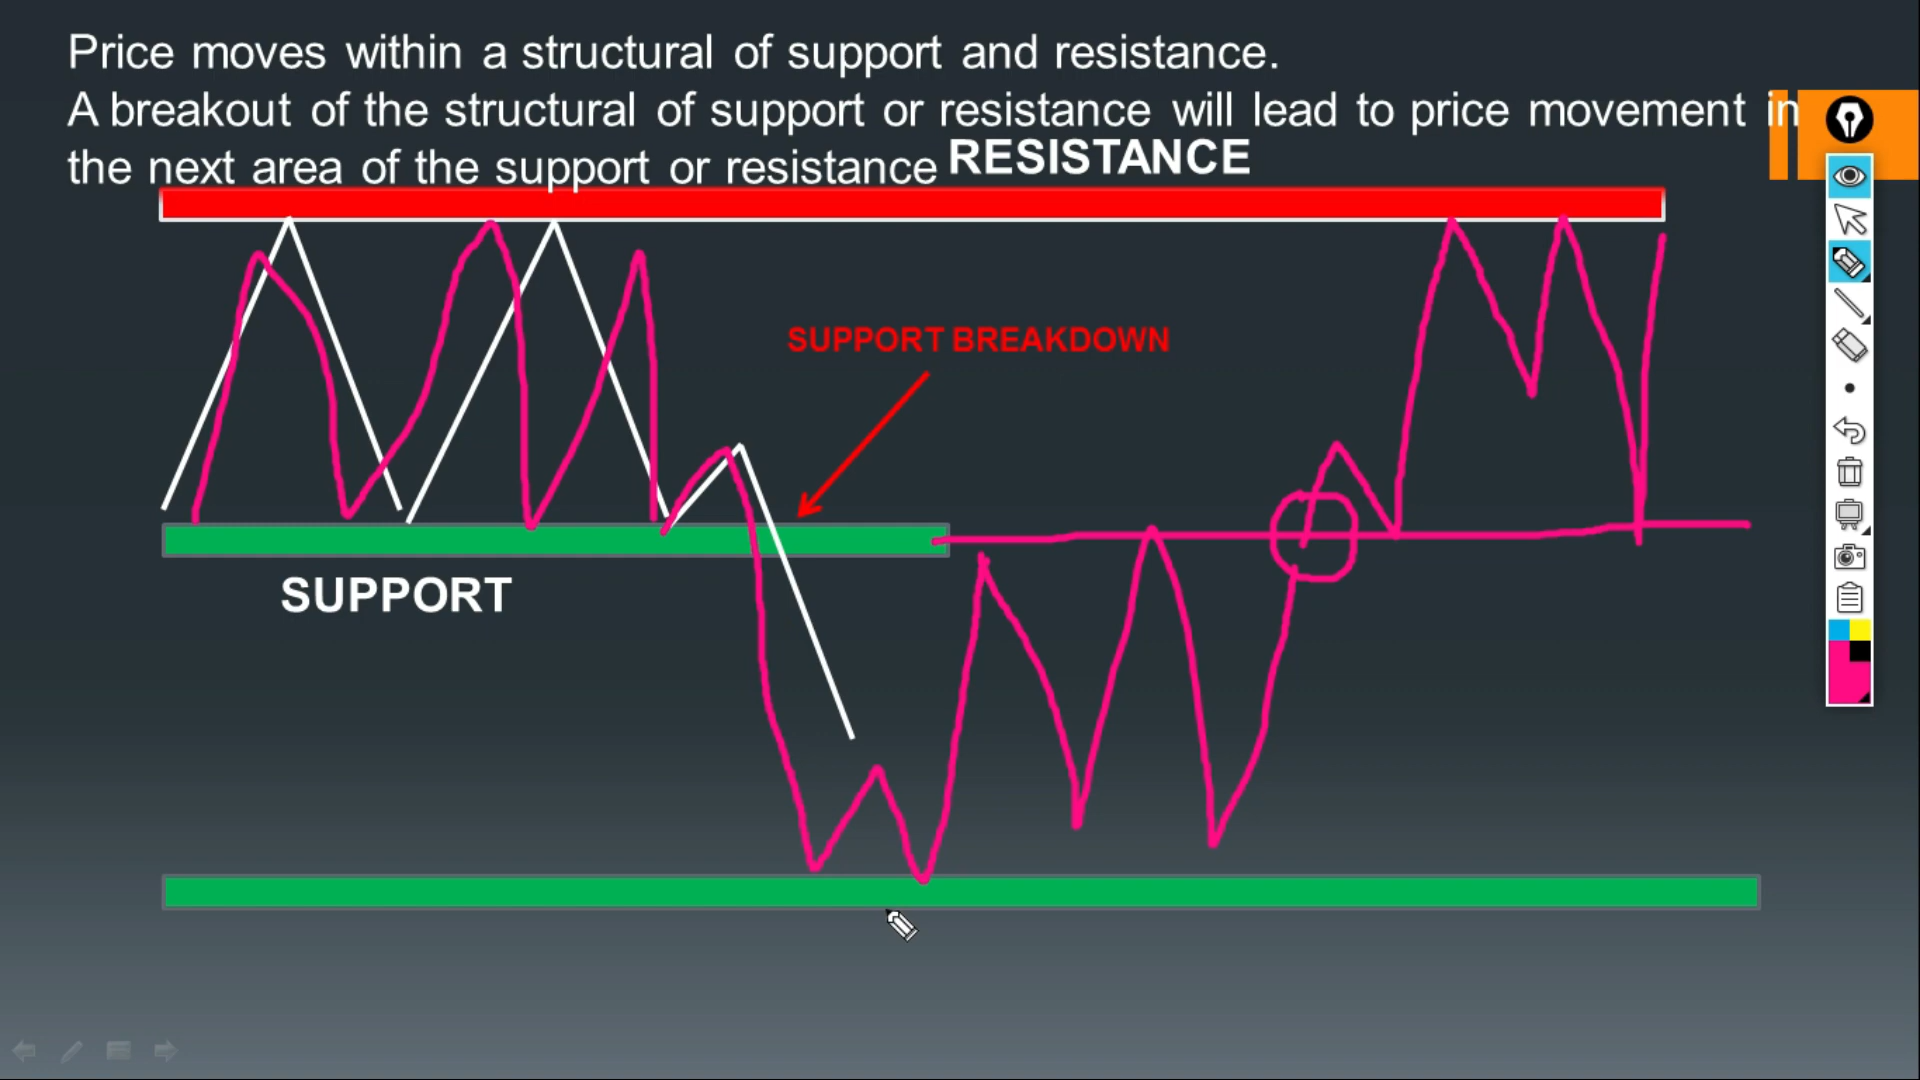 Price moves within a structural of support and resistance.
A breakout of the structural of support or resistance will lead to price movement in
the next area of the support or resistance
RESISTANCE
SUPPORT BREAKDOWN
SUPPORT